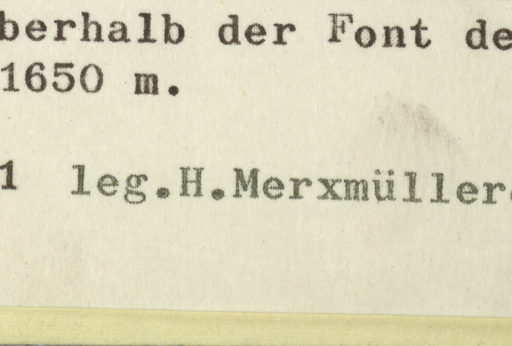 berhalb der Font de
1650 m.
1 leg.H.Merxmüller